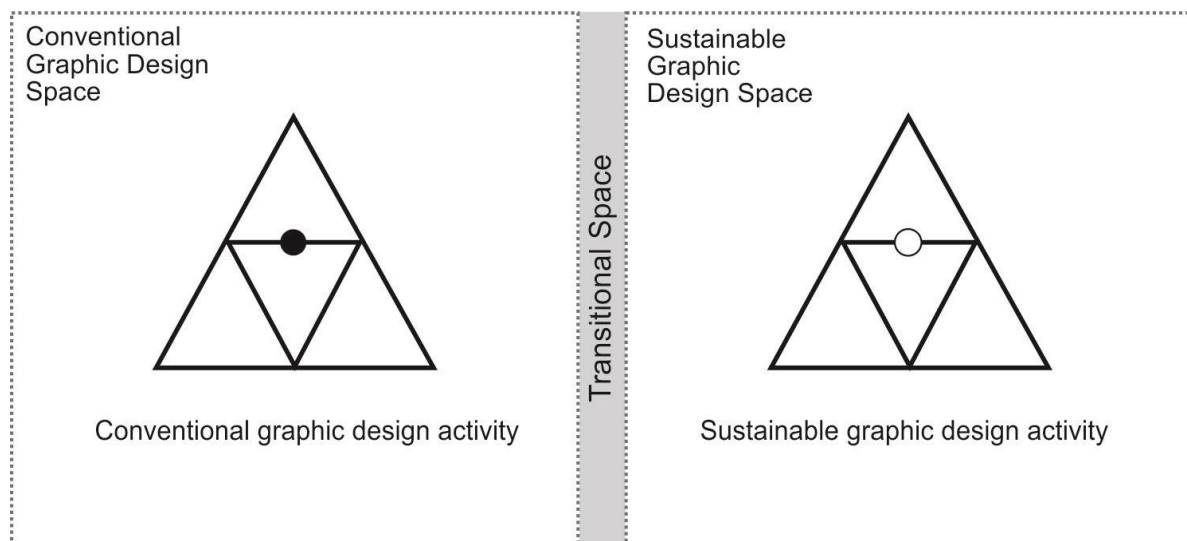 Conventional
Graphic Design
Space
Conventional graphic design activity
Transitional Space
Sustainable
Graphic
Design Space
Sustainable graphic design activity